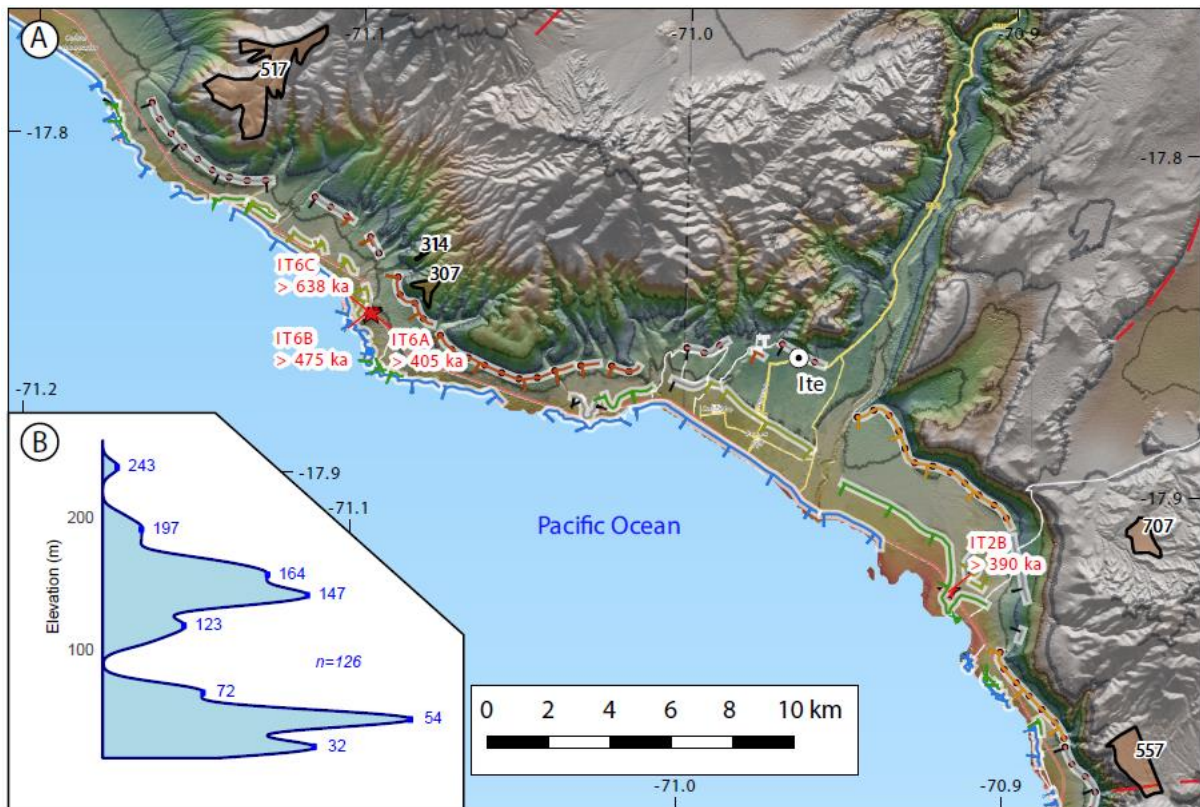 A
-71.1
-71.0
-70.9
517
-17.8
-17.8
314
307
IT6C
> 638 ka
IT6B
> 475 ka
IT6A
> 405 ka
Ite
-71.2
B
243
-17.9
-71.1
-17.9
200
197
Pacific Ocean
707
164
IT2B
> 390 ka
147
Elevation (m)
123
100
n=126
72
54
0 2 4 6 8 10 km
32
557
-71.0
-70.9